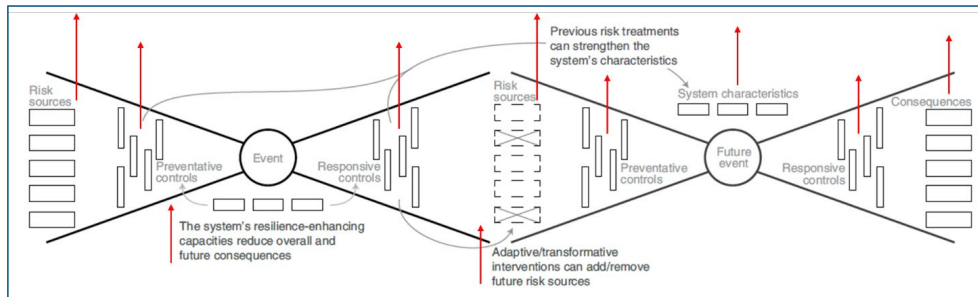 Previous risk treatments
can strengthen the
system's characteristics
Risk
sources
Preventative
controls
Event
Responsive
controls
The system's resilience-enhancing
capacities reduce overall and
future consequences
Risk
sources
Adaptive/transformative
interventions can add/remove
future risk sources
Preventative
controls
System characteristics
Future
event
Responsive
controls
Consequences